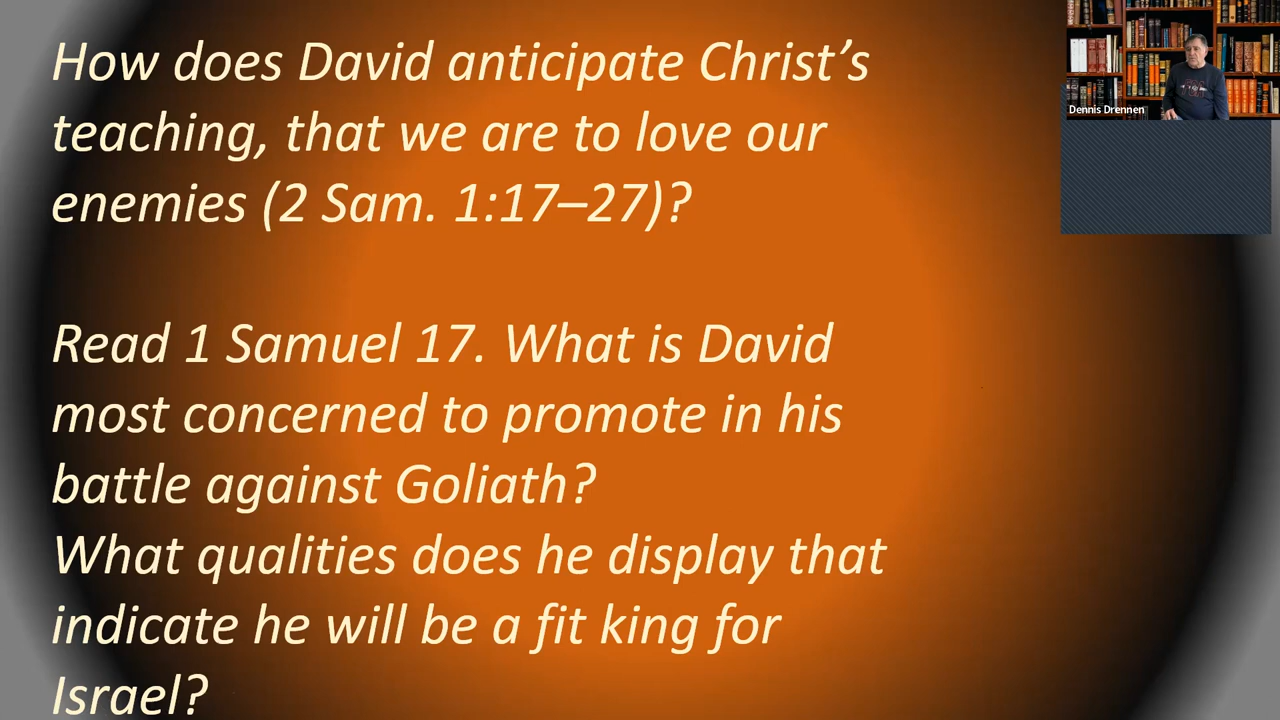 How does David anticipate Christ’s
teaching, that we are to love our
enemies (2 Sam. 1:17–27)?
Read 1 Samuel 17. What is David
most concerned to promote in his
battle against Goliath?
What qualities does he display that
indicate he will be a fit king for
Israel?
Dennis Drennen